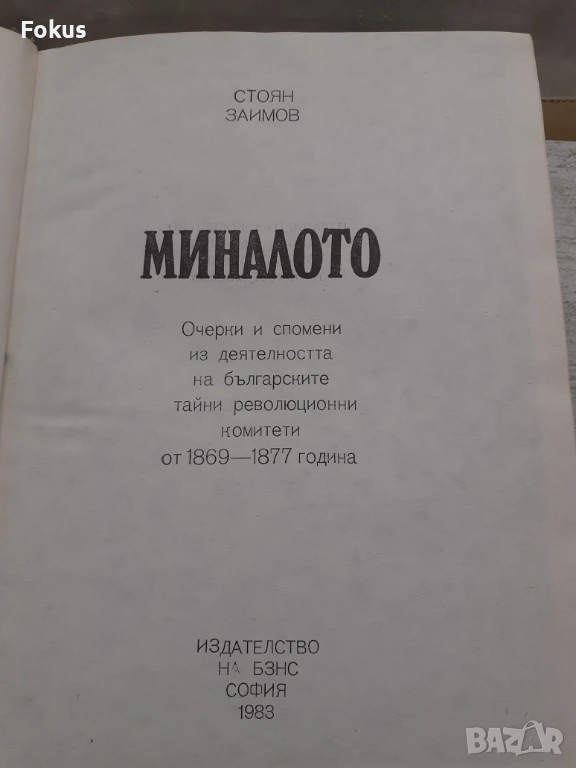 Fokus
СТОЯН
ЗАИМОВ
МИНАЛОТО
Очерки и спомени
из деятелността
на българските
тайни революционни
комитети
от 1869—1877 година
ИЗДАТЕЛСТВО
НА БЗНС
СОФИЯ
1983
BAZAR